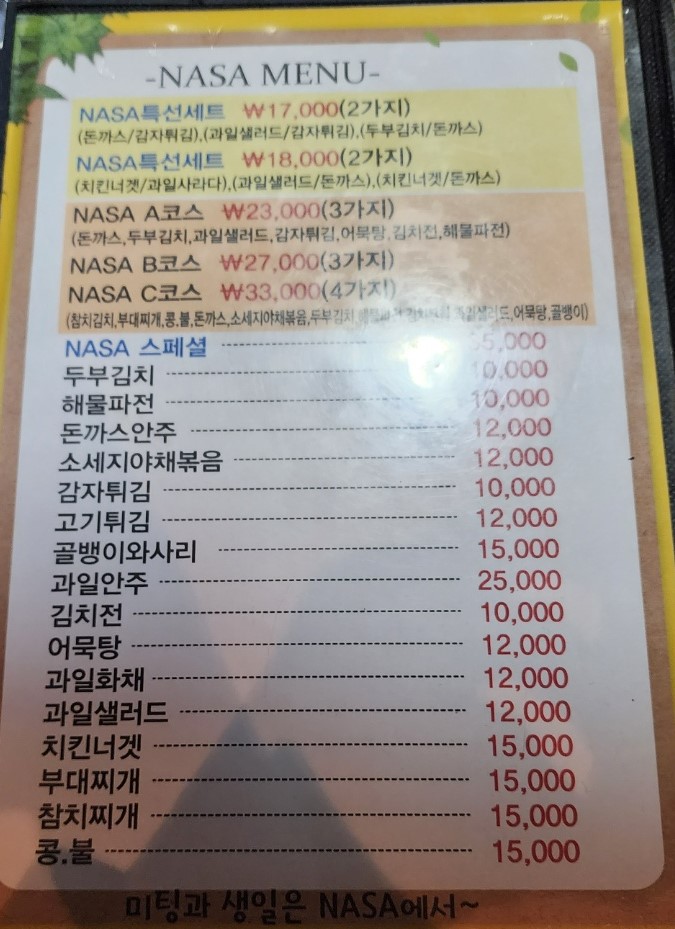 -NASA MENU-
NASA특선세트 ₩17,000(2가지)
(돈까스/감자튀김),(과일샐러드/감자튀김),(두부김치/돈까스)
NASA특선세트 ₩18,000(2가지)
(치킨너겟/과일사라다),(과일샐러드/돈까스),(치킨너겟/돈까스)
NASA A코스 ₩23,000(3가지)
(돈까스,두부김치,과일샐러드,감자튀김,어묵탕,김치전,해물파전)
NASA B코스 ₩27,000(3가지)
NASA C코스 ₩33,000(4가지)
(참치김치,부대찌개,콩.불,돈까스,소세지야채볶음,두부김치,해물파전,과일샐러드,어묵탕,골뱅이)
NASA 스페셜 5,000
두부김치 10,000
해물파전 10,000
돈까스안주 12,000
소세지야채볶음 12,000
감자튀김 10,000
고기튀김 12,000
골뱅이와사리 15,000
과일안주 25,000
김치전 10,000
어묵탕 12,000
과일화채 12,000
과일샐러드 12,000
치킨너겟 15,000
부대찌개 15,000
참치찌개 15,000
콩.불 15,000
미팅과 생일은 NASA에서~